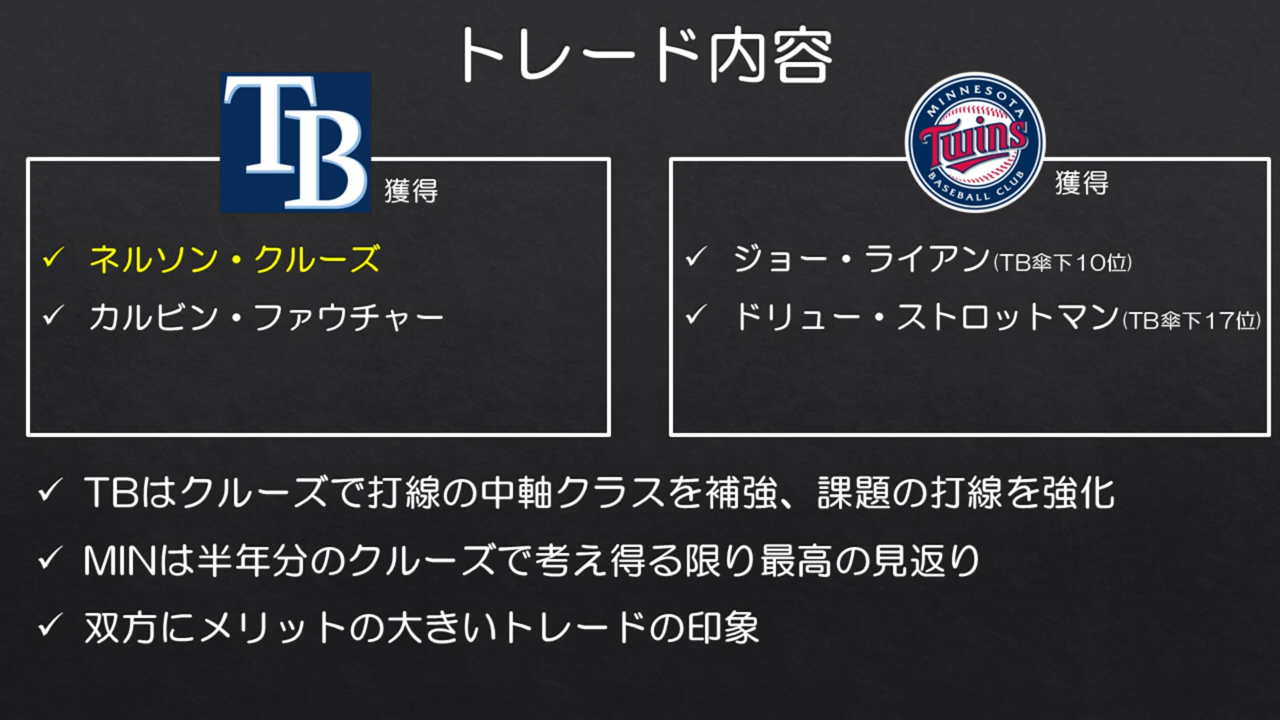 トレード内容
TB
獲得
✓ ネルソン・クルーズ
✓ カルビン・ファウチャー
MINNESOTA
Twins
BASEBALL CLUB
獲得
✓ ジョー・ライアン(TB傘下10位)
✓ ドリュー・ストロットマン(TB傘下17位)
✓ TBはクルーズで打線の中軸クラスを補強、課題の打線を強化
✓ MINは半年分のクルーズで考え得る限り最高の見返り
✓ 双方にメリットの大きいトレードの印象